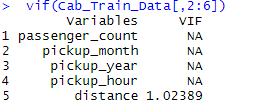 > vif(Cab_Train_Data[,2:6])
Variables VIF
1 passenger_count NA
2 pickup_month NA
3 pickup_year NA
4 pickup_hour NA
5 distance 1.02389